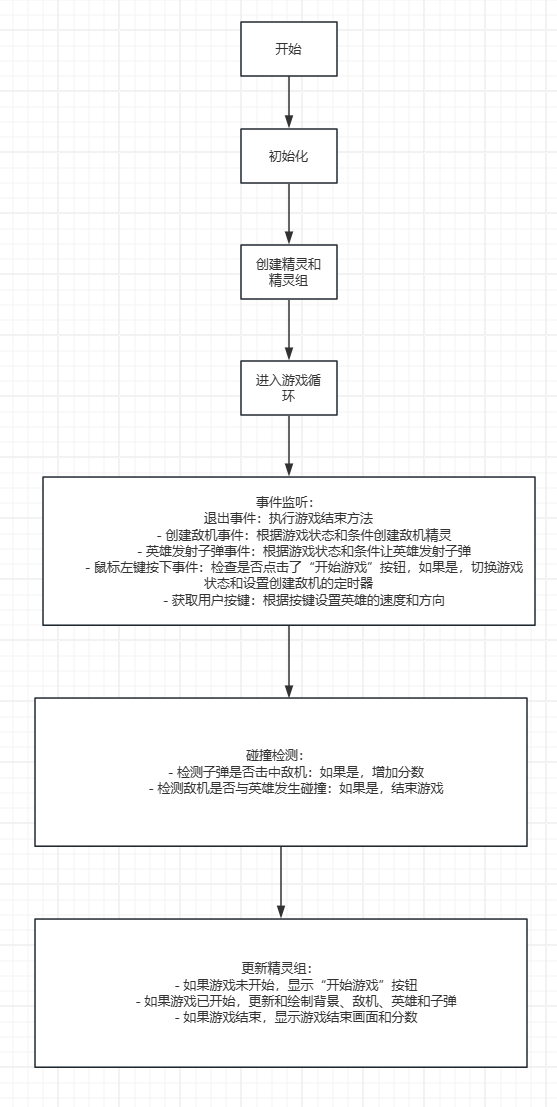 开始
初始化
创建精灵和
精灵组
进入游戏循
环
事件监听：
退出事件：执行游戏结束方法
- 创建敌机事件：根据游戏状态和条件创建敌机精灵
- 英雄发射子弹事件：根据游戏状态和条件让英雄发射子弹
- 鼠标左键按下事件：检查是否点击了“开始游戏”按钮，如果是，切换游戏
状态和设置创建敌机的定时器
- 获取用户按键：根据按键设置英雄的速度和方向
碰撞检测：
- 检测子弹是否击中敌机：如果是，增加分数
- 检测敌机是否与英雄发生碰撞：如果是，结束游戏
更新精灵组：
- 如果游戏未开始，显示“开始游戏”按钮
- 如果游戏已开始，更新和绘制背景、敌机、英雄和子弹
- 如果游戏结束，显示游戏结束画面和分数